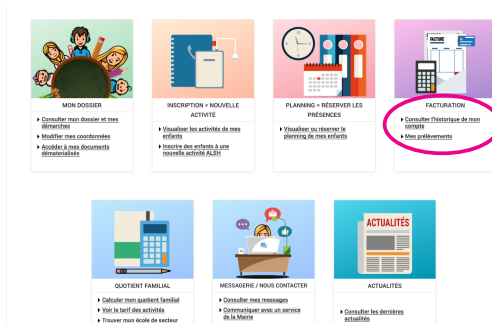 FACTURE
MON DOSSIER
Consulter mon dossier et mes
démarches
Modifier mes coordonnées
Accéder à mes documents
dématerialisés
INSCRIPTION = NOUVELLE
ACTIVITÉ
Visualiser les activités de mes
enfants
Inscrire des enfants à une
nouvelle activité ALSH
PLANNING = RÉSERVER LES
PRÉSENCES
Visualiser ou réserver le
planning de mes enfants
FACTURATION
Consulter l'historique de mon
compte
Mes prélèvements
QUOTIENT FAMILIAL
Calculer mon quotient familial
Voir le tarif des activités
Trouver mon école de secteur
MESSAGERIE / NOUS CONTACTER
Consulter mes messages
Communiquer avec un service
de la Mairie
ACTUALITÉS
ACTUALITÉS
Consulter les dernières
actualités